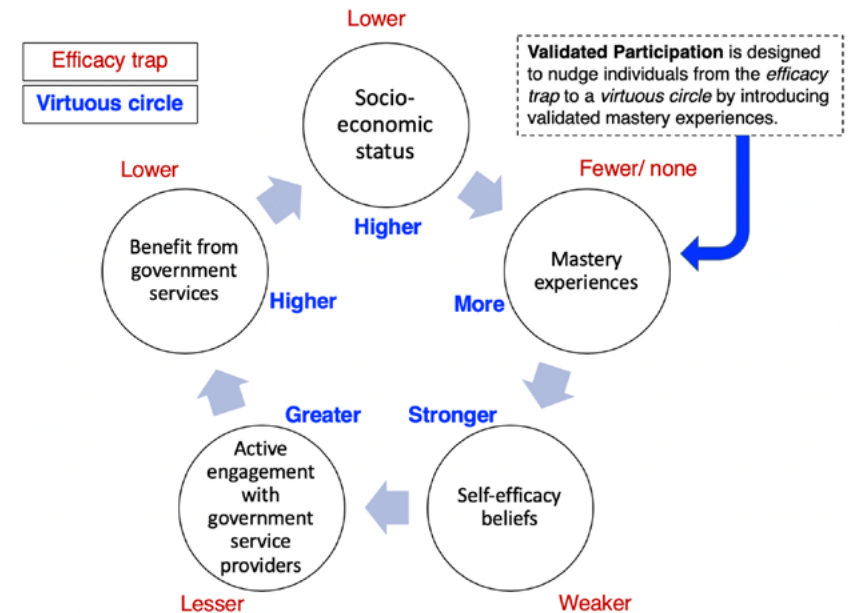 Lower
Efficacy trap
Virtuous circle
Validated Participation is designed
to nudge individuals from the efficacy
trap to a virtuous circle by introducing
validated mastery experiences.
Socio-
economic
status
Higher
Fewer/ none
Mastery
experiences
More
Lower
Benefit from
government
services
Higher
Stronger
Self-efficacy
beliefs
Weaker
Greater
Active
engagement
with
government
service
providers
Lesser